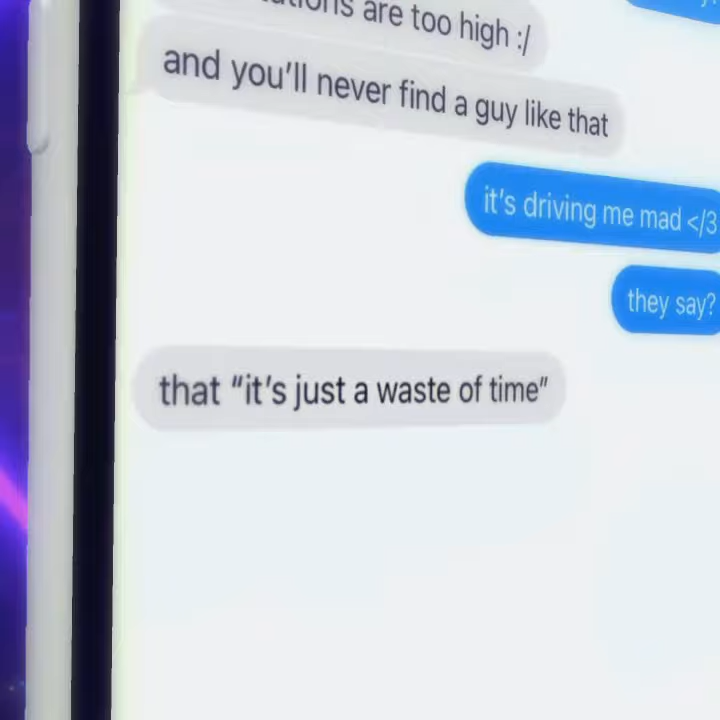 are too high :/
and you’ll never find a guy like that
it’s driving me mad </3
they say?
that “it’s just a waste of time”